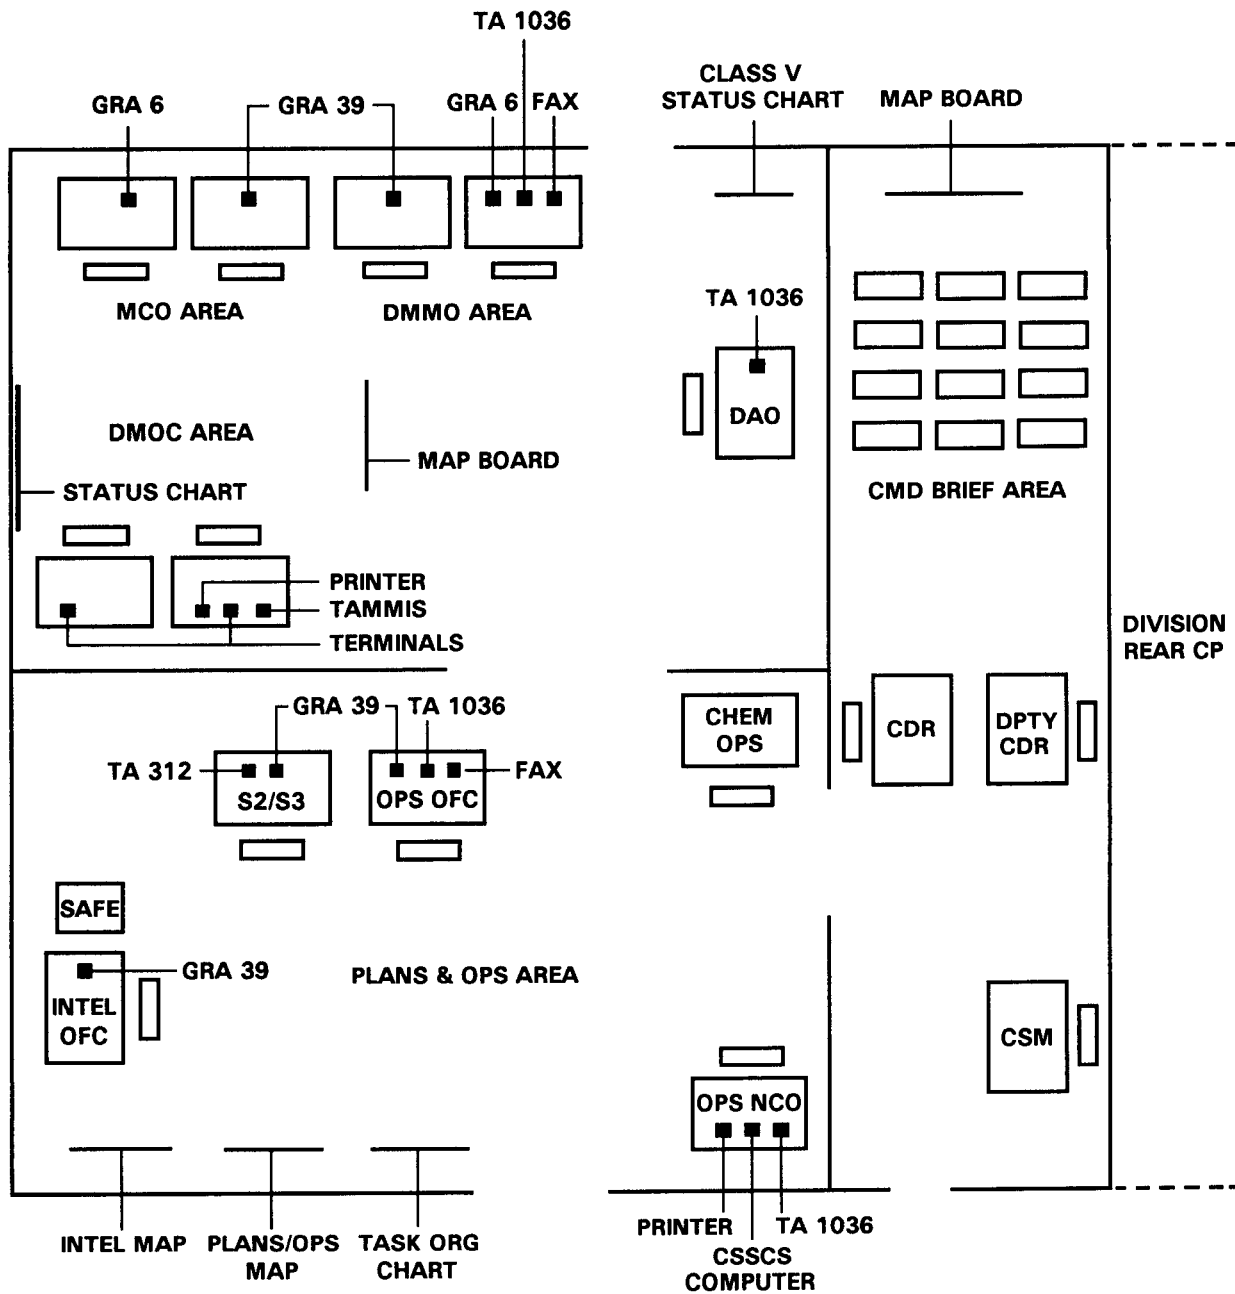 TA 1036
CLASS V
STATUS CHART
MAP BOARD
GRA 6
GRA 39
GRA 6
FAX
MCO AREA
DMMO AREA
TA 1036
DAO
DMOC AREA
MAP BOARD
STATUS CHART
CMD BRIEF AREA
PRINTER
TAMMIS
TERMINALS
DIVISION
REAR CP
GRA 39
TA 1036
TA 312
FAX
S2/S3
OPS OFC
CHEM
OPS
CDR
DPTY
CDR
SAFE
GRA 39
INTEL
OFC
PLANS & OPS AREA
CSM
OPS NCO
PRINTER
TA 1036
CSSCS
COMPUTER
INTEL MAP
PLANS/OPS
MAP
TASK ORG
CHART